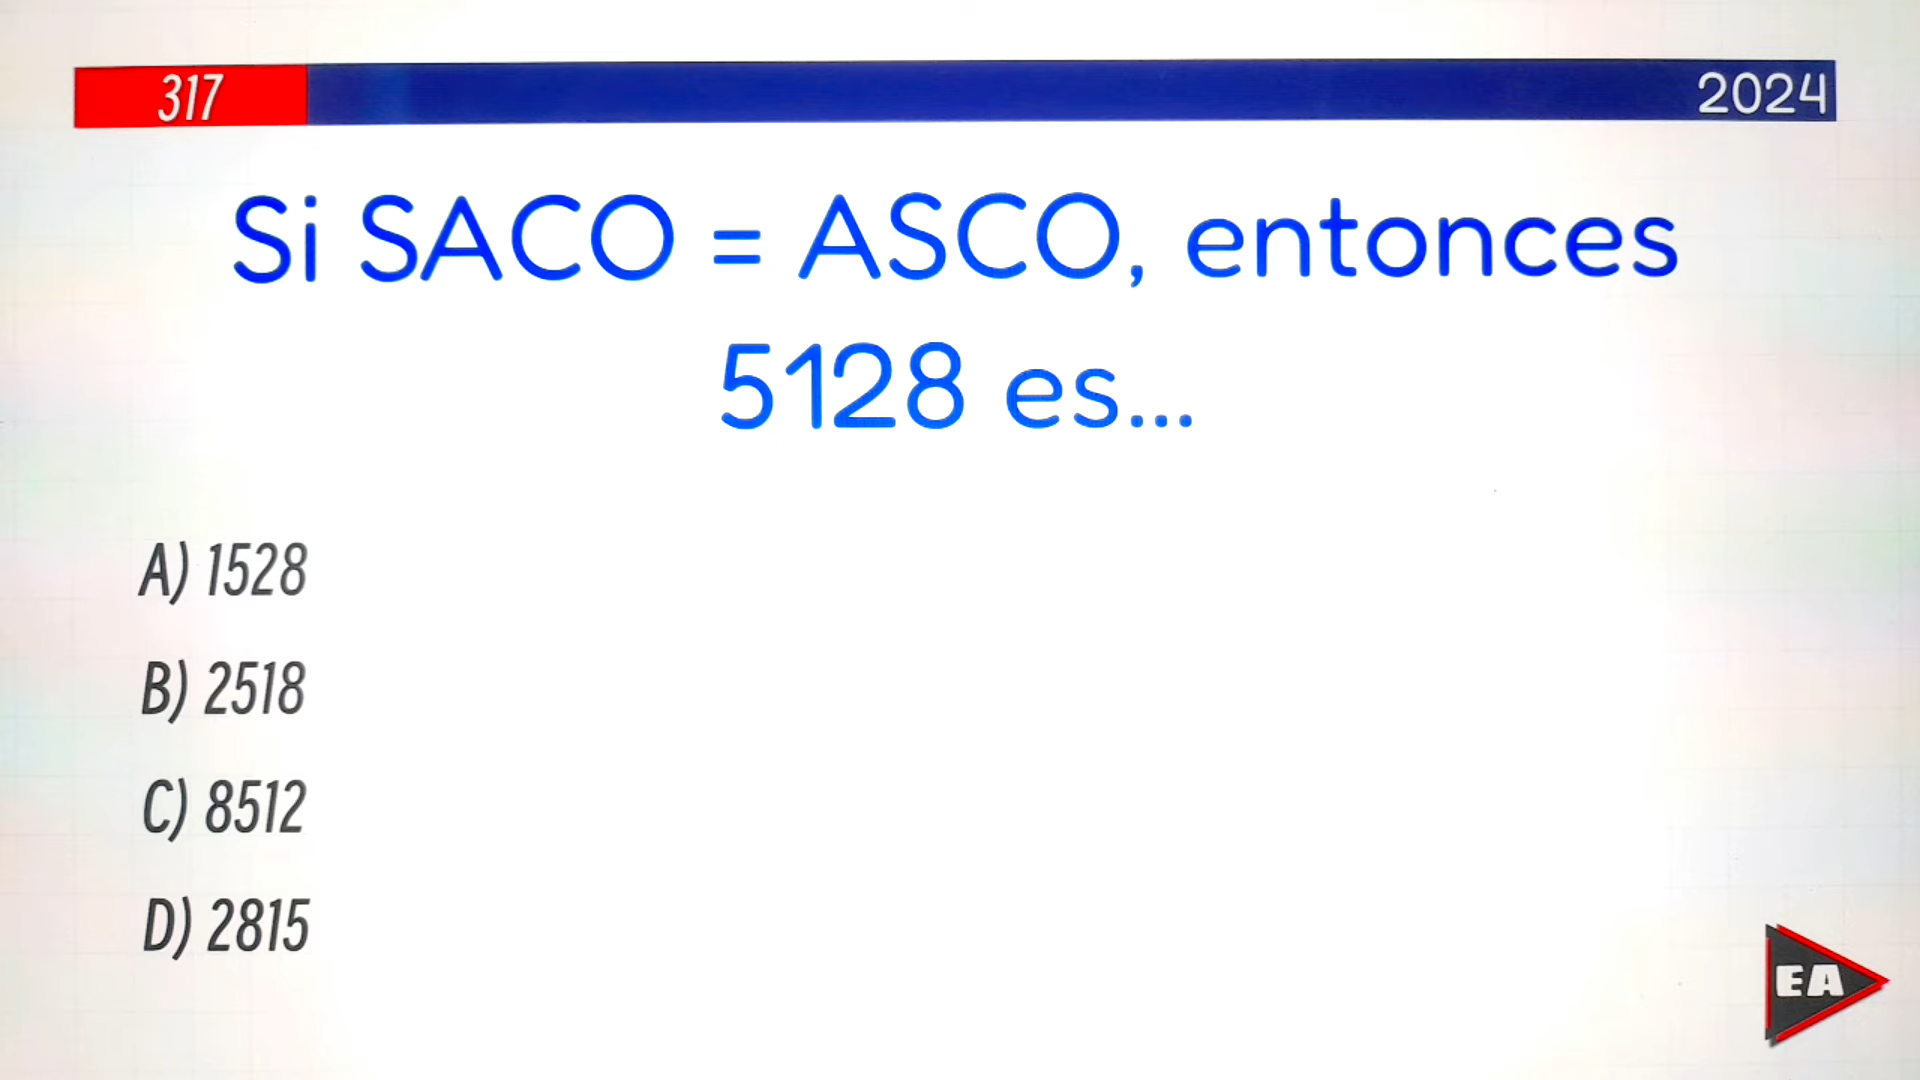 317
2024
Si SACO = ASCO, entonces
5128 es...
A) 1528
B) 2518
C) 8512
D) 2815
EA